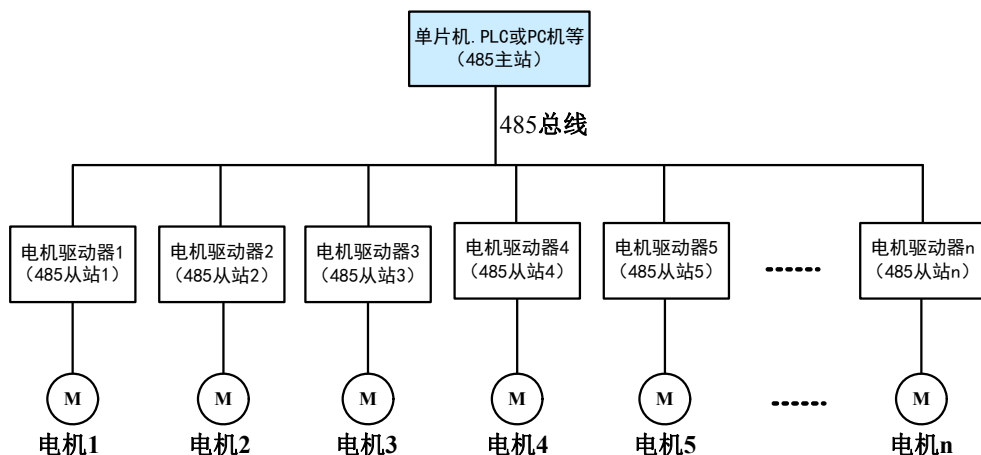 单片机.PLC或PC机等
（485主站）
485总线
电机驱动器1
（485从站1）
电机驱动器2
（485从站2）
电机驱动器3
（485从站3）
电机驱动器4
（485从站4）
电机驱动器5
（485从站5）
......
电机驱动器n
（485从站n）
M
M
M
M
M
......
M
电机1
电机2
电机3
电机4
电机5
电机n